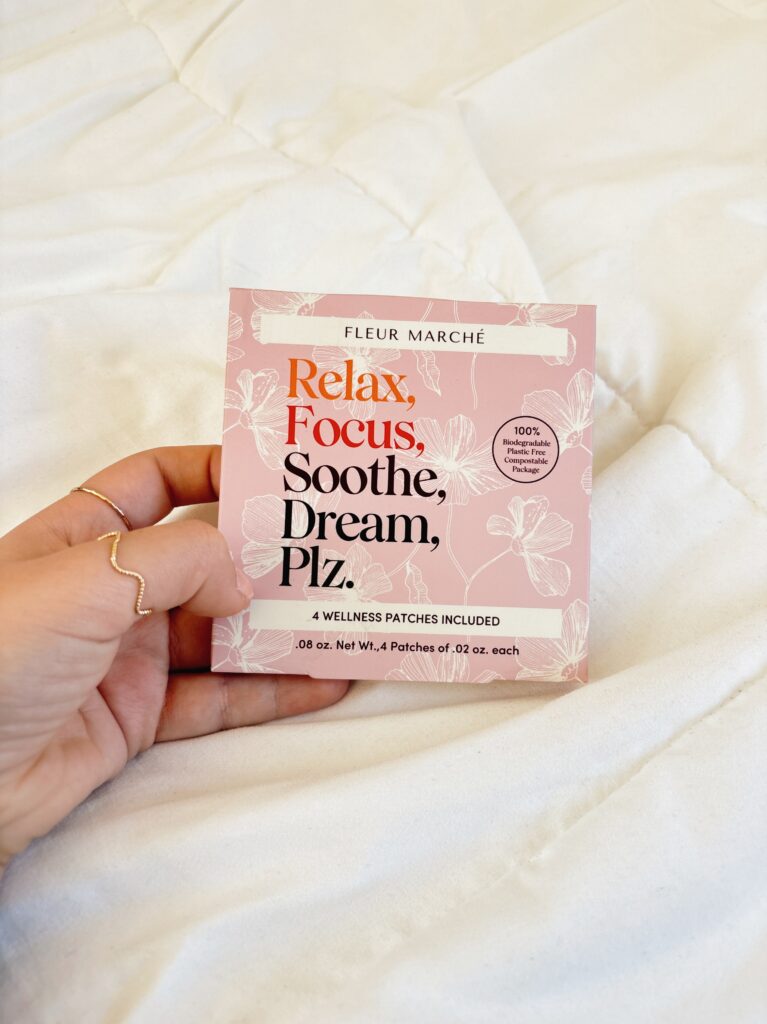 FLEUR MARCHÉ
Relax,
Focus,
Soothe,
Dream,
Plz.
100%
Biodegradable
Plastic Free
Compostable
Package
4 WELLNESS PATCHES INCLUDED
.08 oz. Net Wt.,4 Patches of .02 oz. each